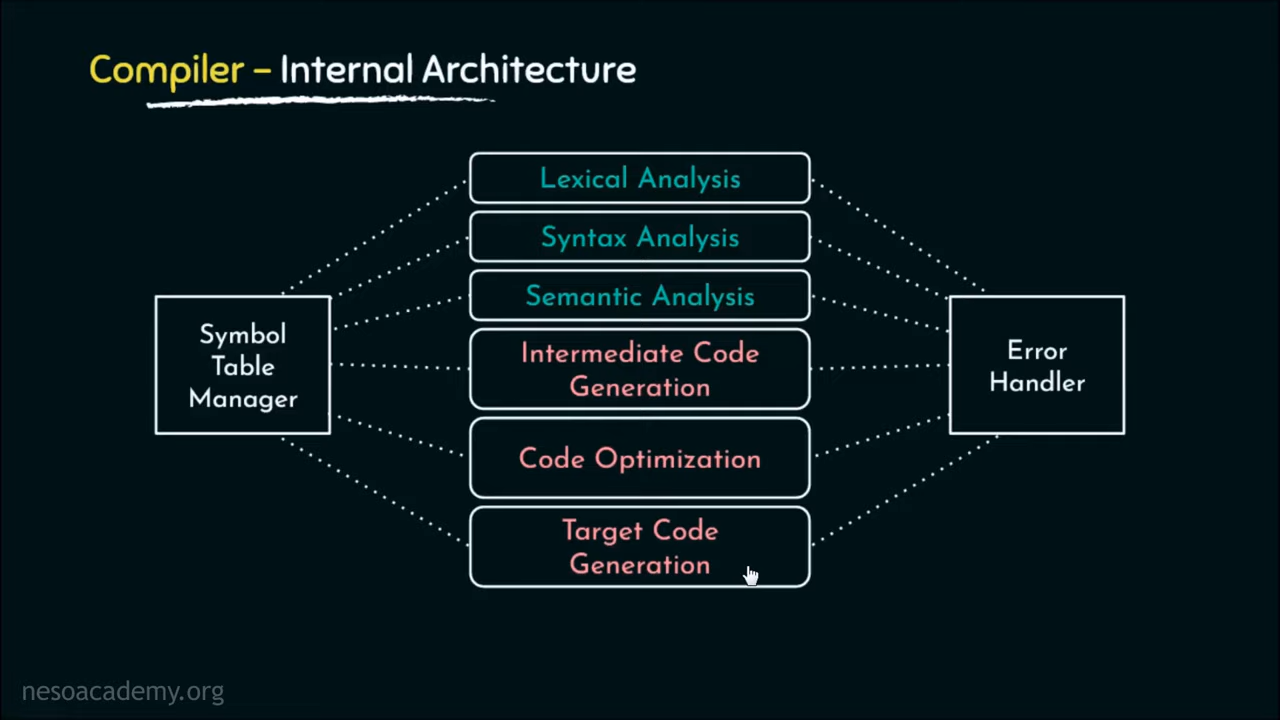 Compiler – Internal Architecture
Lexical Analysis
Syntax Analysis
Semantic Analysis
Intermediate Code
Generation
Code Optimization
Target Code
Generation
Symbol
Table
Manager
Error
Handler
nesoacademy.org